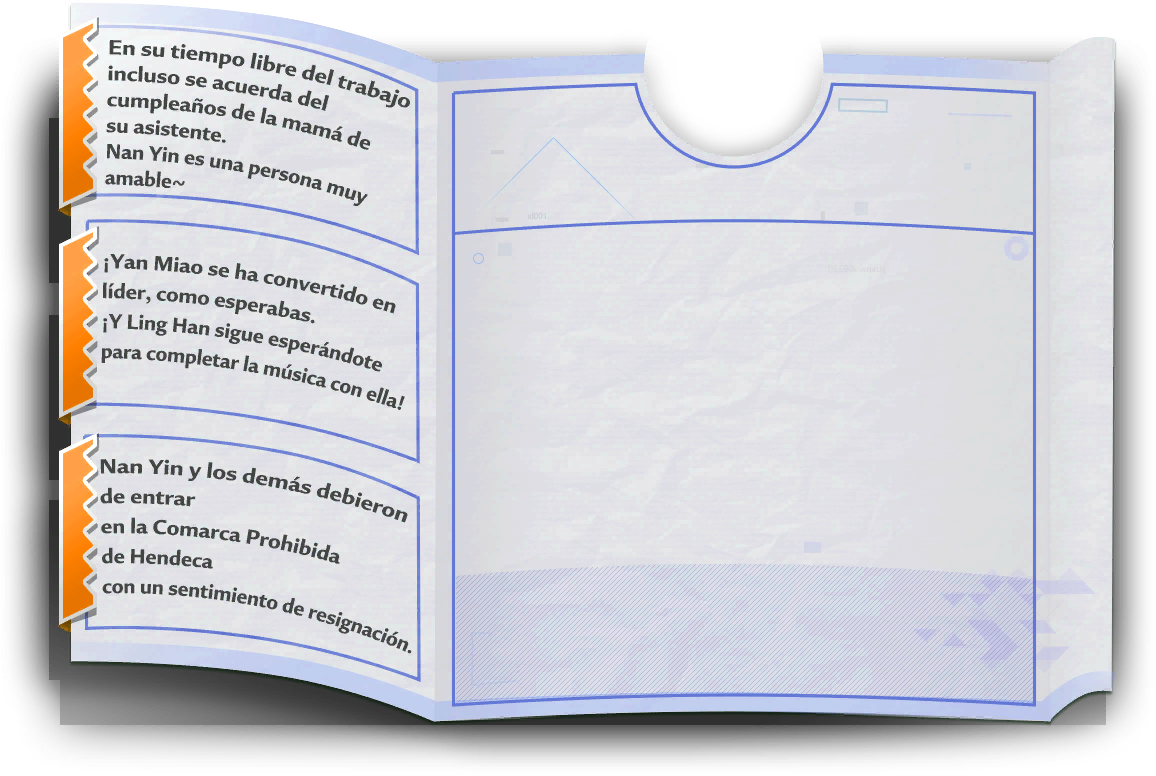 En su tiempo libre del trabajo
incluso se acuerda del
cumpleaños de la mamá de
su asistente.
Nan Yin es una persona muy
amable~
¡Yan Miao se ha convertido en
líder, como esperabas.
¡Y Ling Han sigue esperándote
para completar la música con ella!
Nan Yin y los demás debieron
de entrar
en la Comarca Prohibida
de Hendeca
con un sentimiento de resignación.